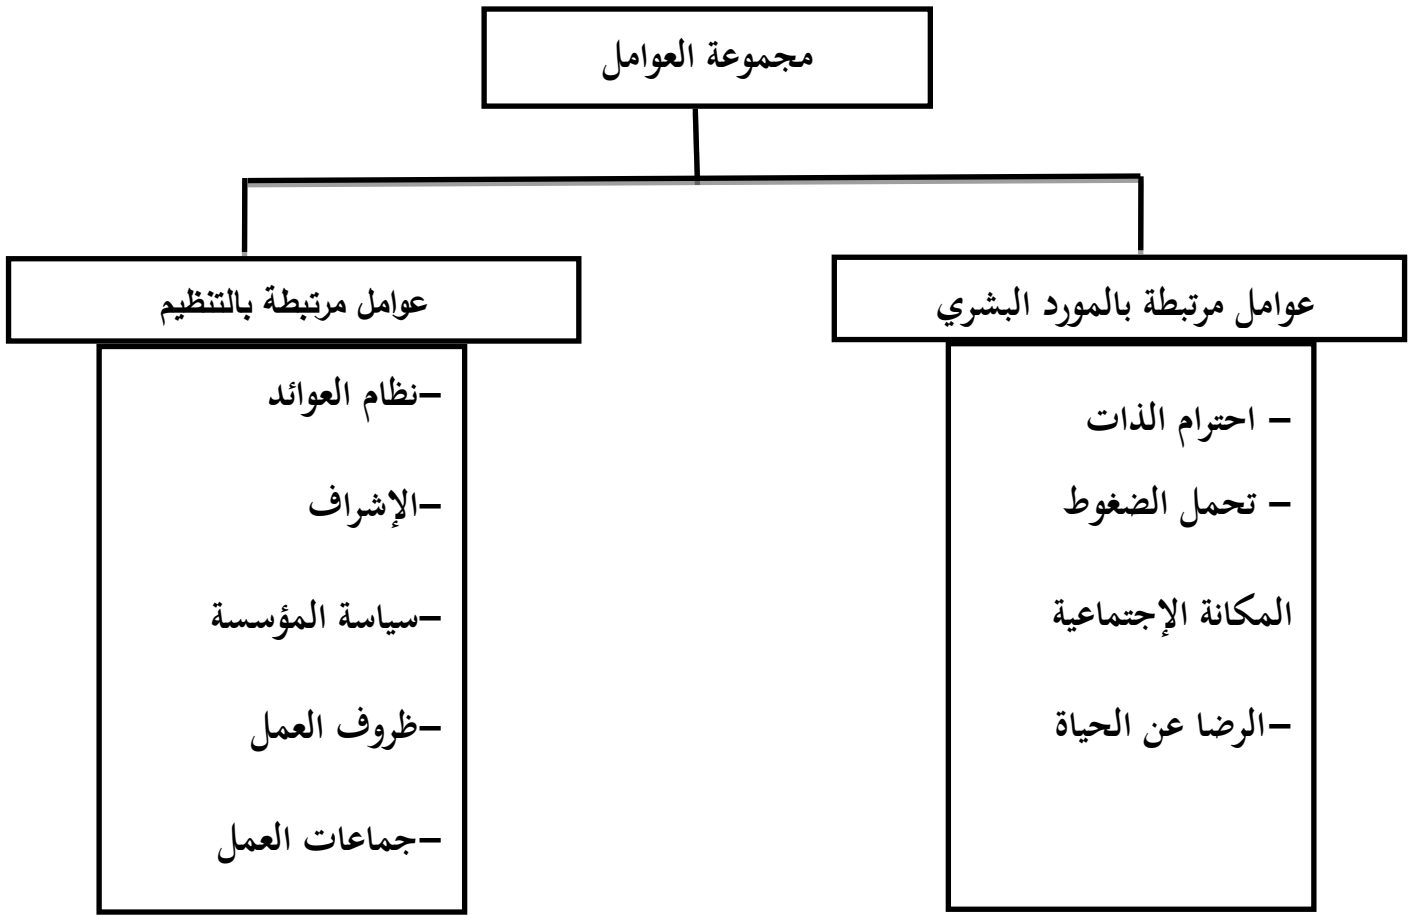 مجموعة العوامل
عوامل مرتبطة بالمورد البشري
– احترام الذات
– تحمل الضغوط
المكانة الإجتماعية
–الرضا عن الحياة
عوامل مرتبطة بالتنظيم
–نظام العوائد
–الإشراف
–سياسة المؤسسة
–ظروف العمل
–جماعات العمل